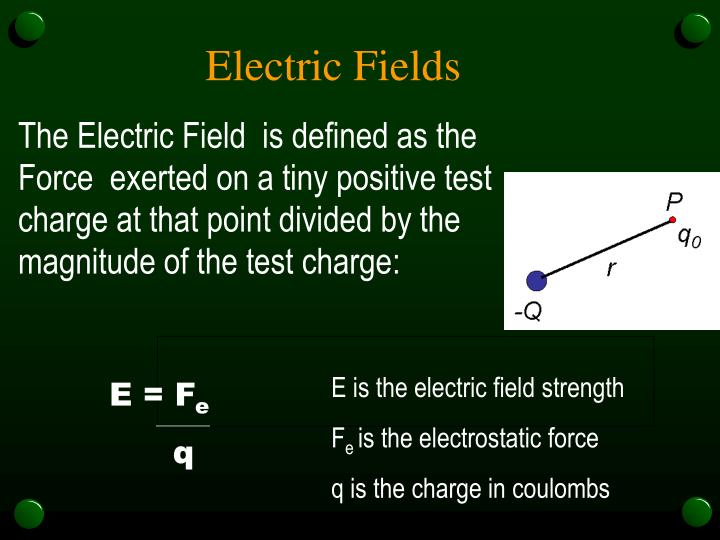 Electric Fields
The Electric Field  is defined as the
Force  exerted on a tiny positive test
charge at that point divided by the
magnitude of the test charge:
P
q0
r
-Q
E = Fe
q
E is the electric field strength
Fe is the electrostatic force
q is the charge in coulombs